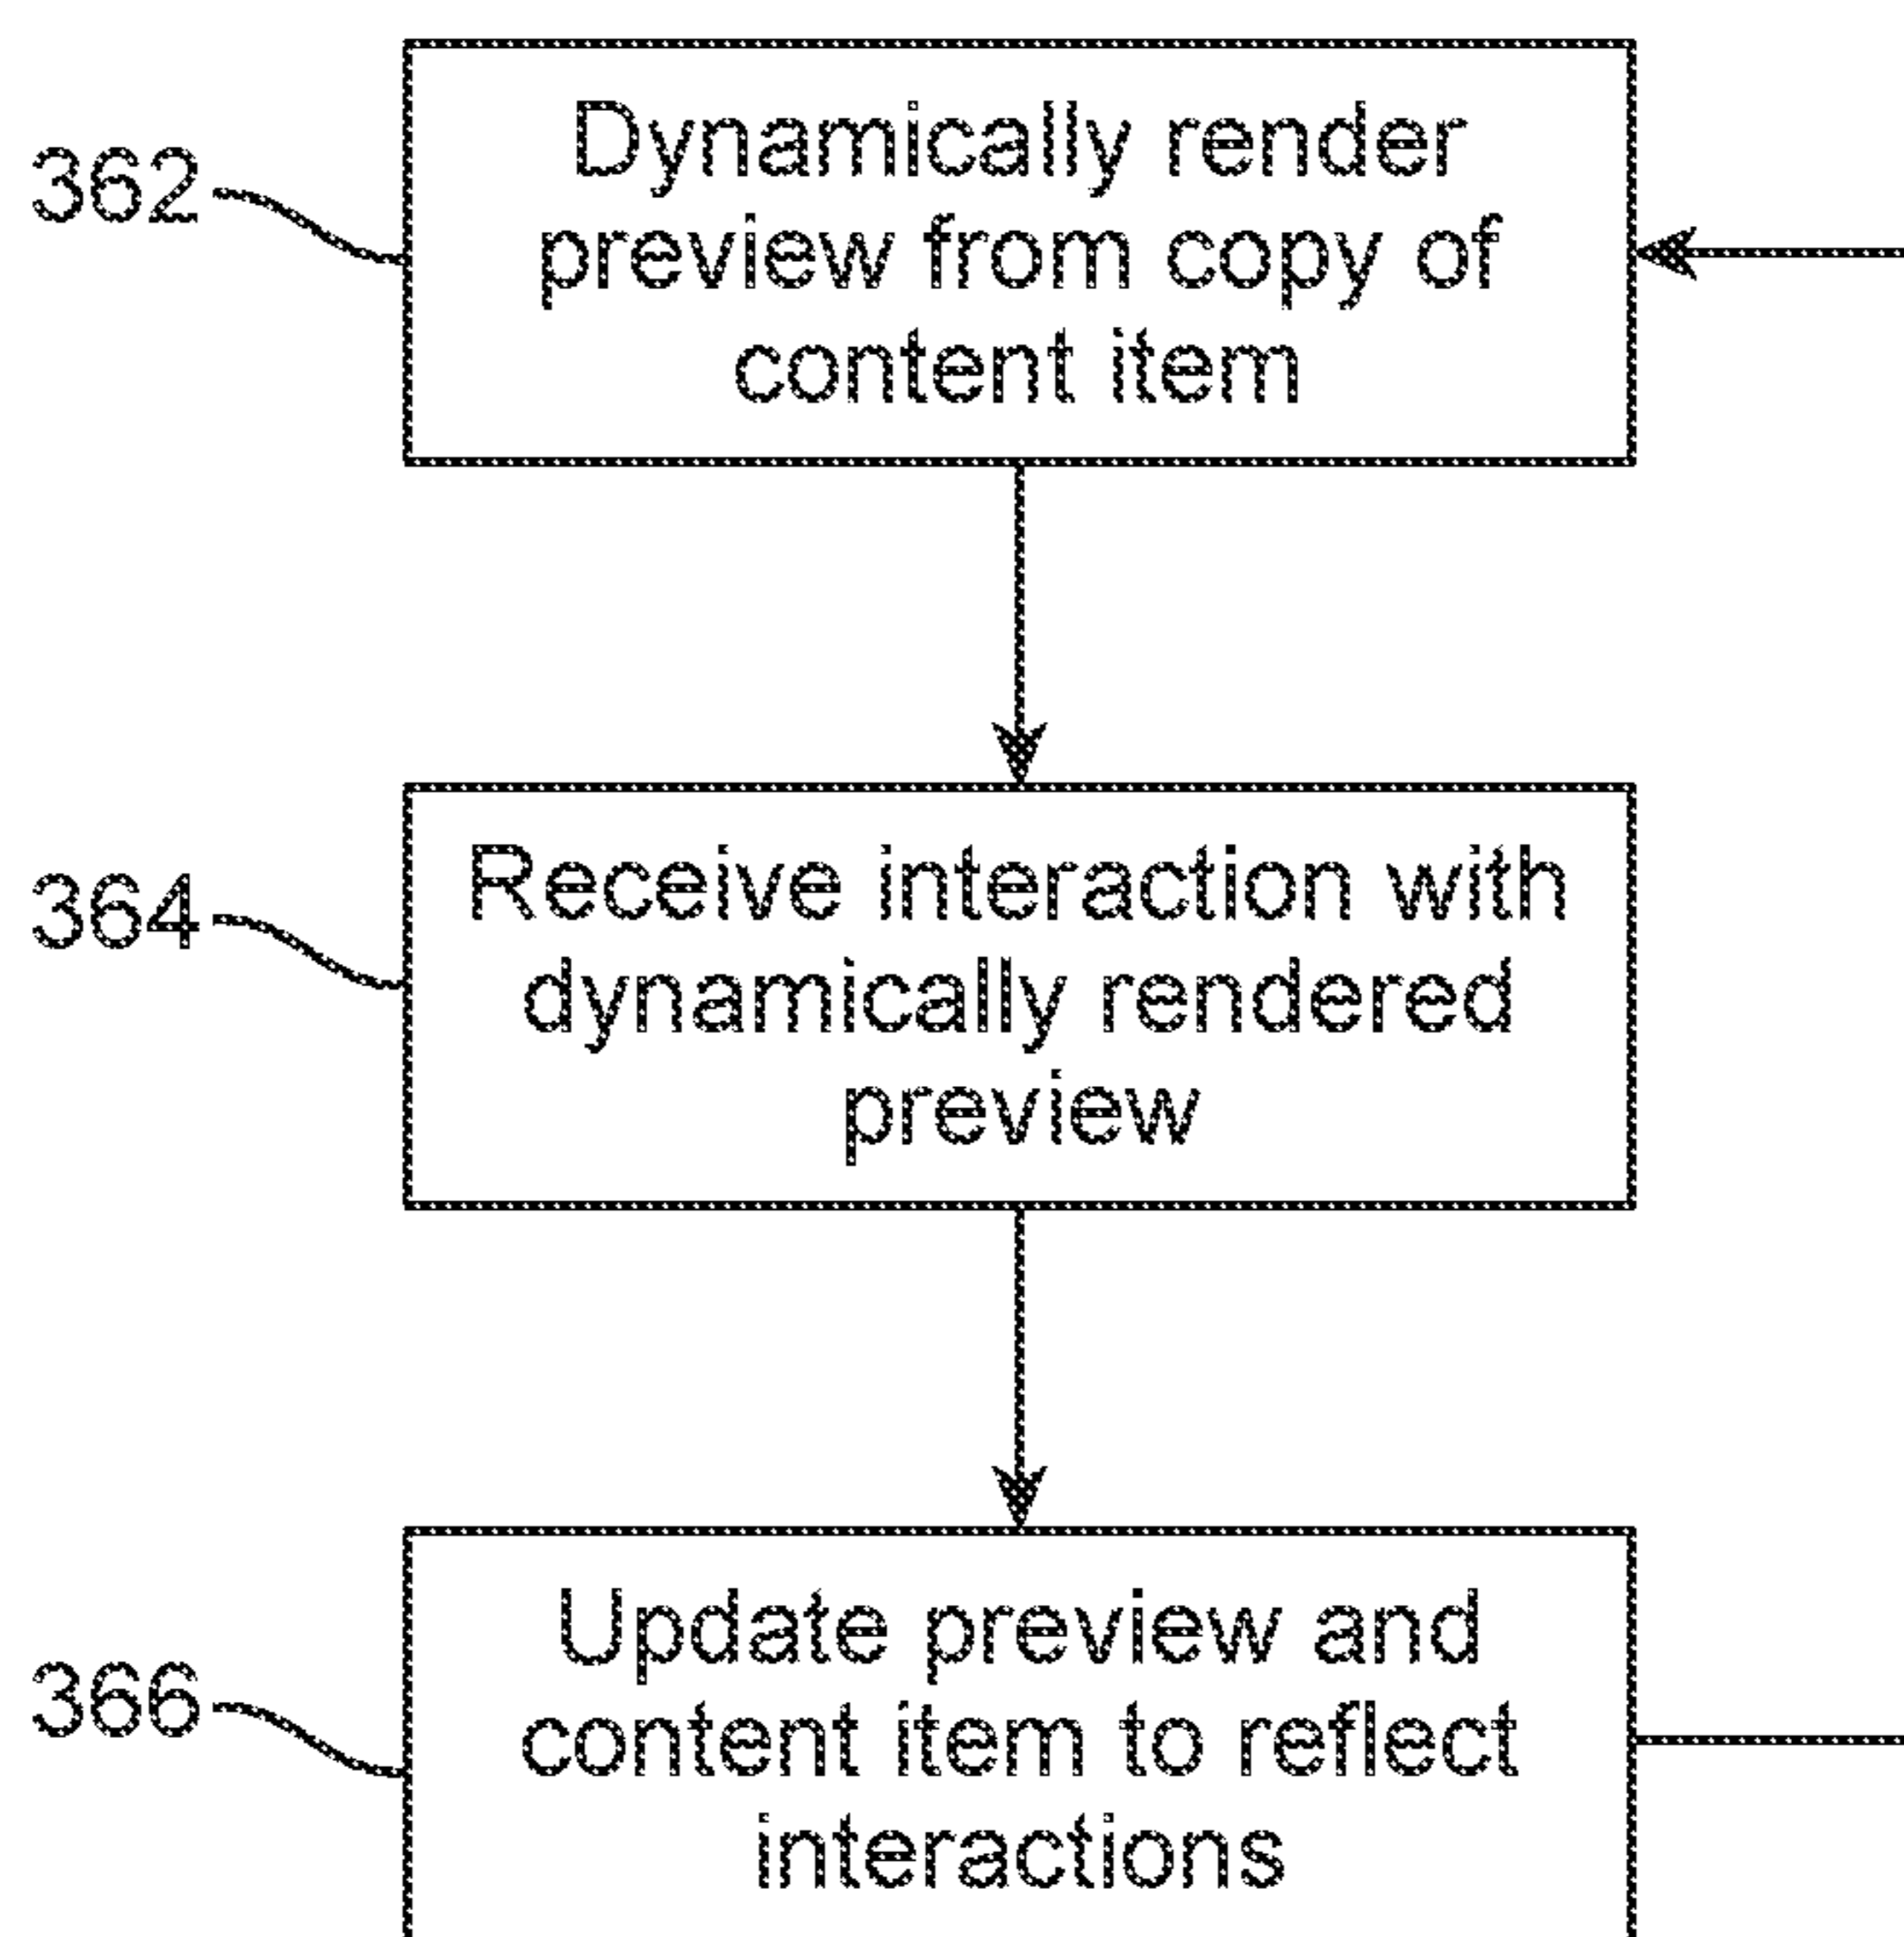 362
Dynamically render
preview from copy of
content item
364
Receive interaction with
dynamically rendered
preview
366
Update preview and
content item to reflect
interactions